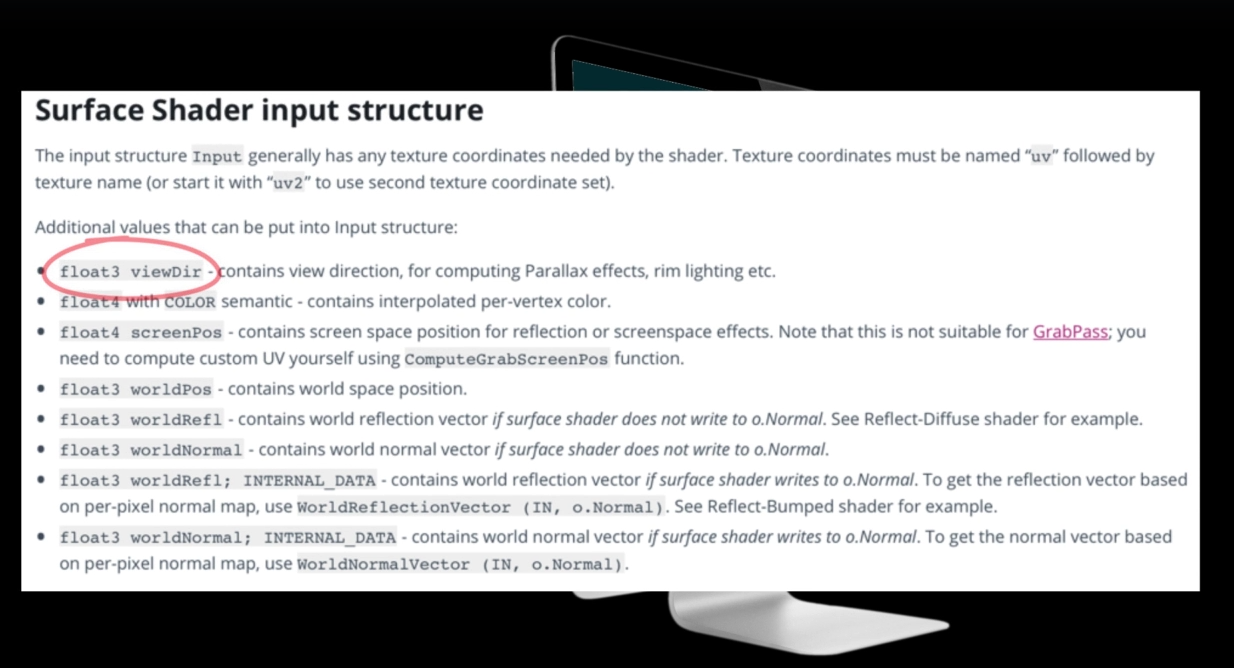 Surface Shader input structure
The input structure Input generally has any texture coordinates needed by the shader. Texture coordinates must be named “uv” followed by
texture name (or start it with “uv2” to use second texture coordinate set).
Additional values that can be put into Input structure:
• float3 viewDir - contains view direction, for computing Parallax effects, rim lighting etc.
• float4 with COLOR semantic - contains interpolated per-vertex color.
• float4 screenPos - contains screen space position for reflection or screenspace effects. Note that this is not suitable for GrabPass; you
need to compute custom UV yourself using ComputeGrabScreenPos function.
• float3 worldPos - contains world space position.
• float3 worldRefl - contains world reflection vector if surface shader does not write to o.Normal. See Reflect-Diffuse shader for example.
• float3 worldNormal - contains world normal vector if surface shader does not write to o.Normal.
• float3 worldRefl; INTERNAL_DATA - contains world reflection vector if surface shader writes to o.Normal. To get the reflection vector based
on per-pixel normal map, use WorldReflectionVector (IN, o.Normal). See Reflect-Bumped shader for example.
• float3 worldNormal; INTERNAL_DATA - contains world normal vector if surface shader writes to o.Normal. To get the normal vector based
on per-pixel normal map, use WorldNormalVector (IN, o.Normal).